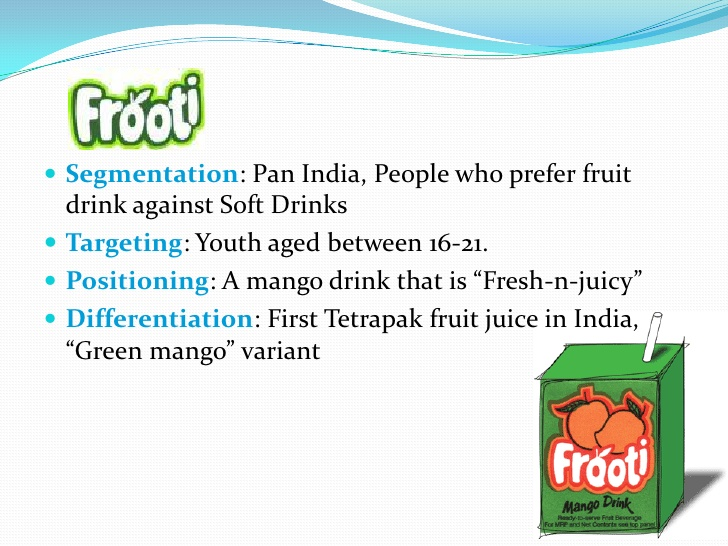 Frooti
• Segmentation: Pan India, People who prefer fruit
drink against Soft Drinks
• Targeting: Youth aged between 16-21.
• Positioning: A mango drink that is “Fresh-n-juicy”
• Differentiation: First Tetrapak fruit juice in India,
“Green mango” variant
Frooti
Mango Drink
Ready-to-serve Fruit Beverage
For MRP and Net Contents see top panel